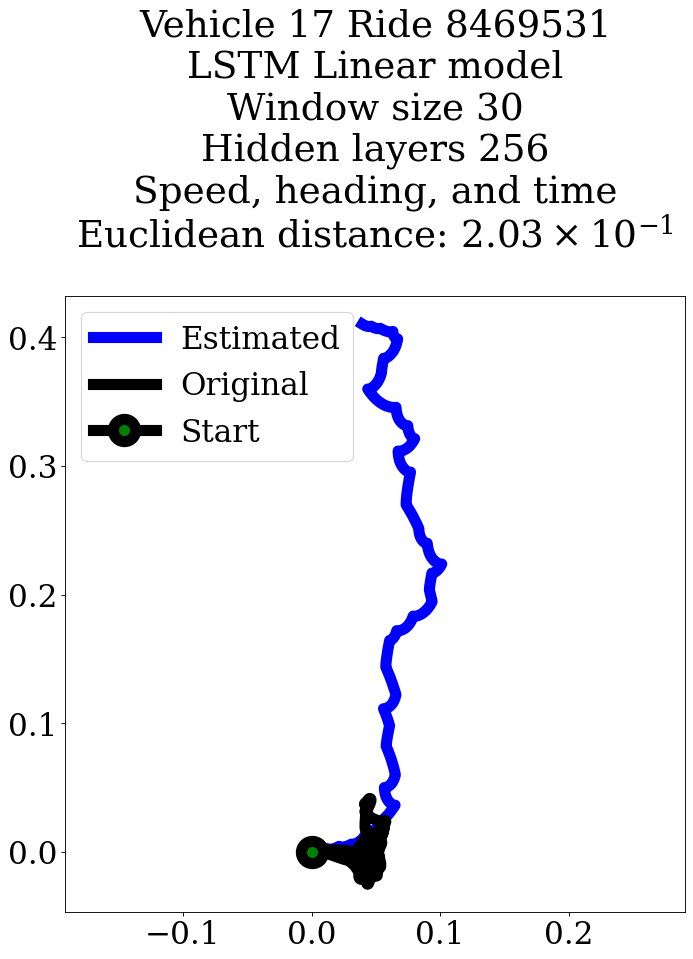 Vehicle 17 Ride 8469531
LSTM Linear model
Window size 30
Hidden layers 256
Speed, heading, and time
Euclidean distance: 2.03 × 10⁻¹
Estimated
Original
Start
0.4
0.3
0.2
0.1
0.0
−0.1 0.0 0.1 0.2